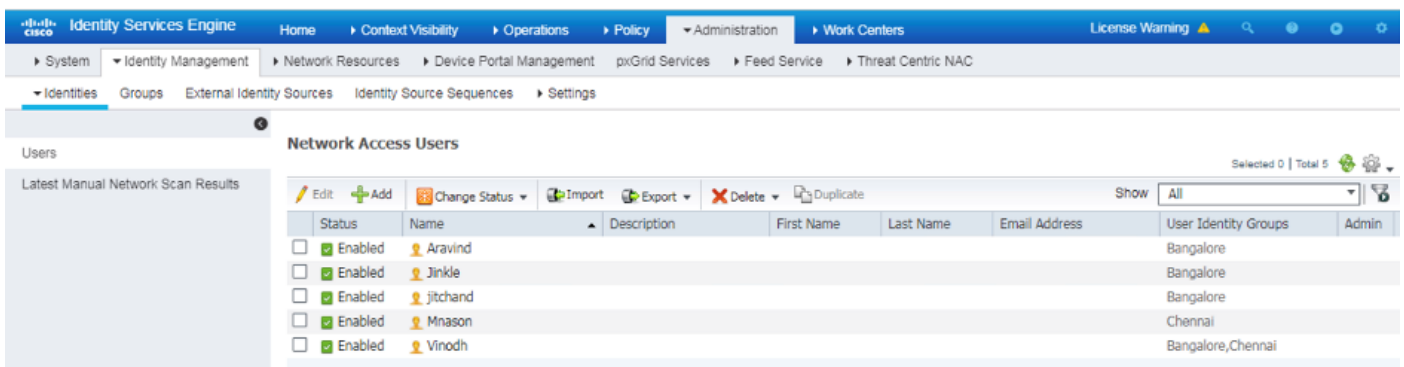 cisco Identity Services Engine Home Context Visibility Operations Policy Administration Work Centers License Warning
System Identity Management Network Resources Device Portal Management pxGrid Services Feed Service Threat Centric NAC
Identities Groups External Identity Sources Identity Source Sequences Settings
Users
Latest Manual Network Scan Results
Network Access Users
Selected 0 | Total 5
Edit Add Change Status Import Export Delete Duplicate Show All
Status Name Description First Name Last Name Email Address User Identity Groups Admin
Enabled Aravind Bangalore
Enabled Jinkle Bangalore
Enabled jitchand Bangalore
Enabled Mnason Chennai
Enabled Vinodh Bangalore,Chennai